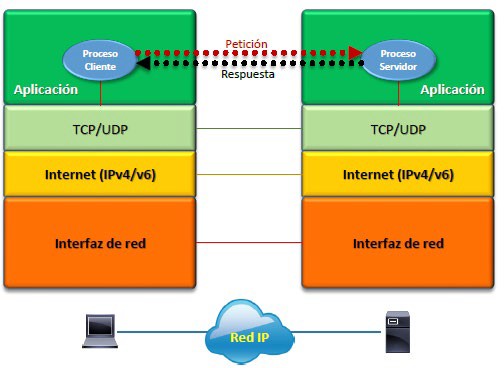 Petición
Respuesta
Proceso
Cliente
Aplicación
TCP/UDP
Internet (IPv4/v6)
Interfaz de red
Proceso
Servidor
Aplicación
TCP/UDP
Internet (IPv4/v6)
Interfaz de red
Red IP